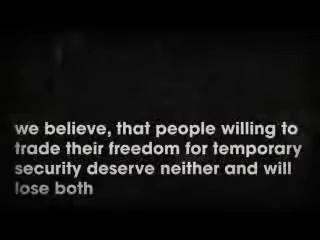 we believe, that people willing to
trade their freedom for temporary
security deserve neither and will
lose both